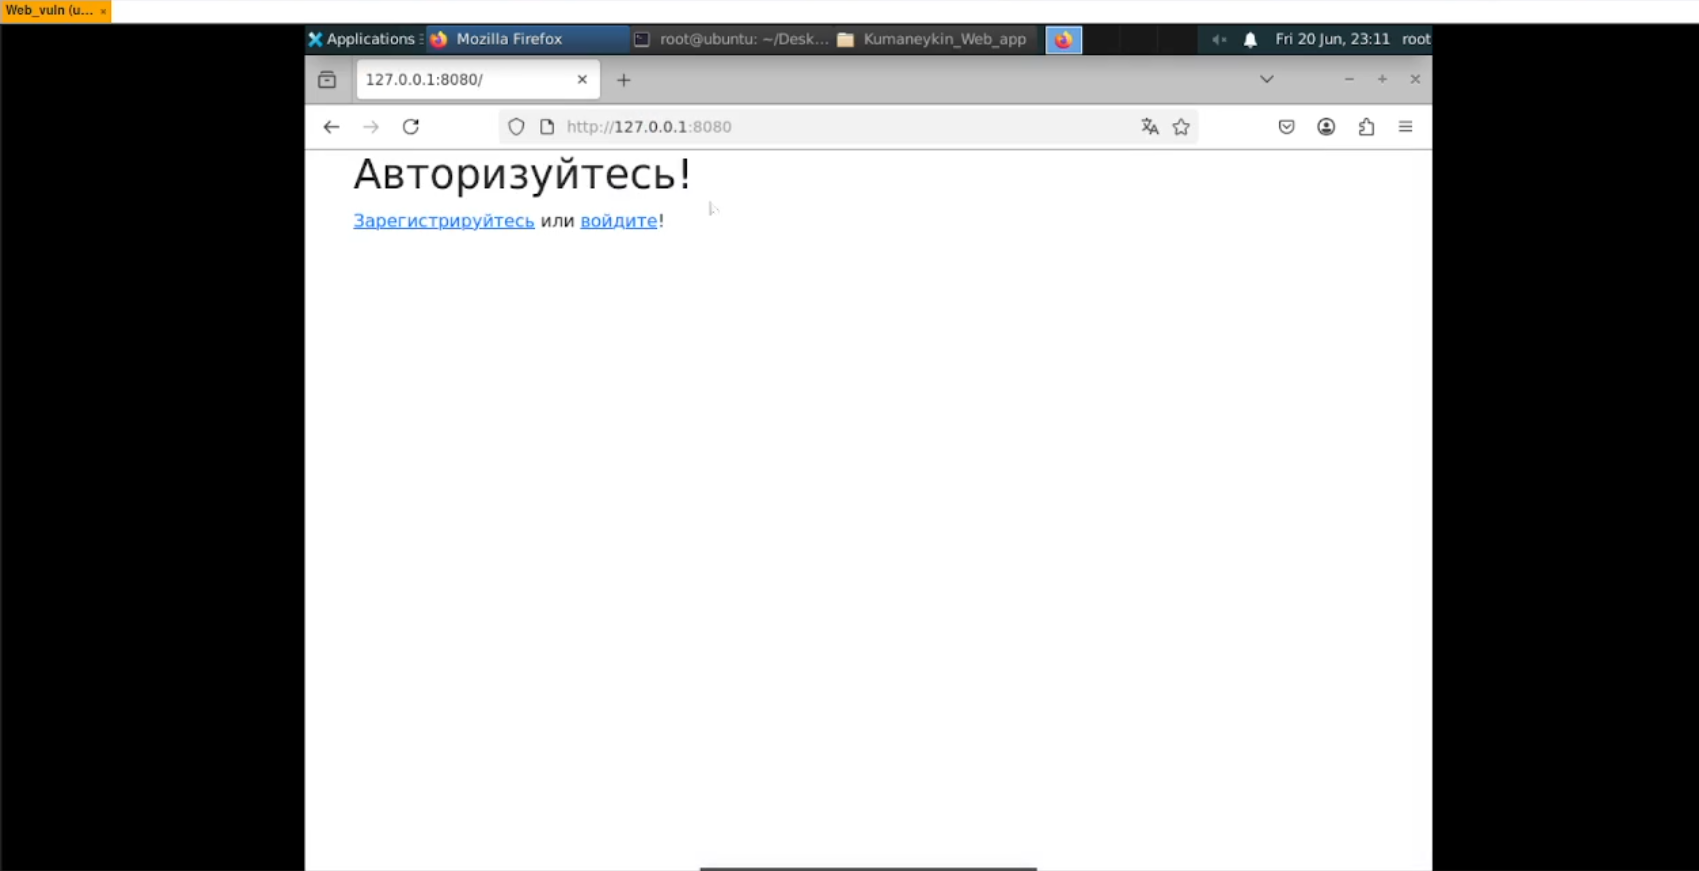 Web_vuln (u... ×
Applications Mozilla Firefox root@ubuntu: ~/Desk... Kumaneykin_Web_app Fri 20 Jun, 23:11 root
127.0.0.1:8080/
http://127.0.0.1:8080
Авторизуйтесь!
Зарегистрируйтесь или войдите!